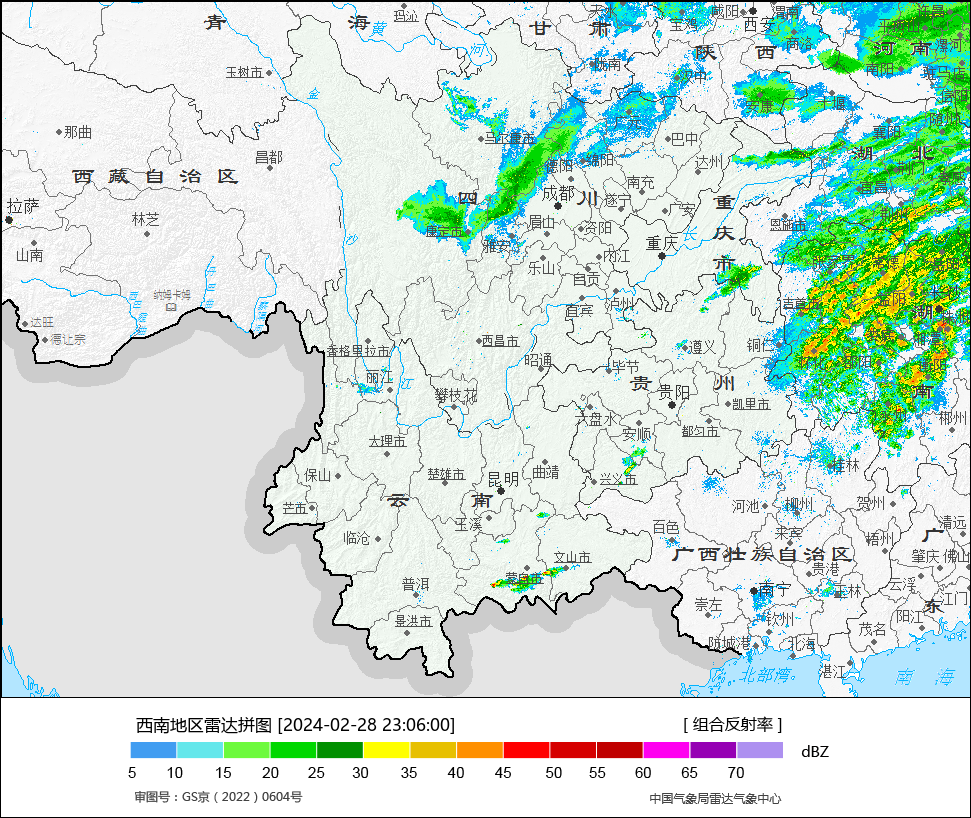 青 海
玛沁
黄
河
甘 肃
天水
宝鸡
咸阳
西安
渭南
商洛
陕 西
河 南
平顶山
许昌
漯河
南阳
驻马店
信阳
玉树市
金
陇南
汉中
安康
十堰
襄阳
随州
那曲
昌都
马尔康市
广元
巴中
达州
湖 北
荆门
宜昌
西 藏 自 治 区
德阳
绵阳
南充
成都
四 川
遂宁
广安
重
庆
市
重庆
长
恩施市
荆州
拉萨
林芝
山南
康定市
雅安
眉山
资阳
乐山
内江
自贡
沙
江
张家界
常德
宜宾
泸州
吉首市
益阳
湖
纳姆卡姆
达旺
德让宗
香格里拉市
丽江
西昌市
昭通
毕节
遵义
铜仁
邵阳
湘潭
衡阳
南
贵 州
贵阳
攀枝花
六盘水
安顺
凯里市
都匀市
永州
郴州
大理市
保山
楚雄市
昆明
曲靖
兴义市
桂林
芒市
云 南
玉溪
河池
柳州
贺州
临沧
文山市
百色
来宾
梧州
清远
广
东
广 西 壮 族 自 治 区
肇庆
佛山
普洱
蒙自市
贵港
南宁
玉林
云浮
江门
景洪市
崇左
钦州
阳江
防城港
北海
茂名
湛江
北部湾
南 海
西南地区雷达拼图 [2024-02-28 23:06:00]
[ 组合反射率 ]
5 10 15 20 25 30 35 40 45 50 55 60 65 70
dBZ
审图号：GS京（2022）0604号
中国气象局雷达气象中心